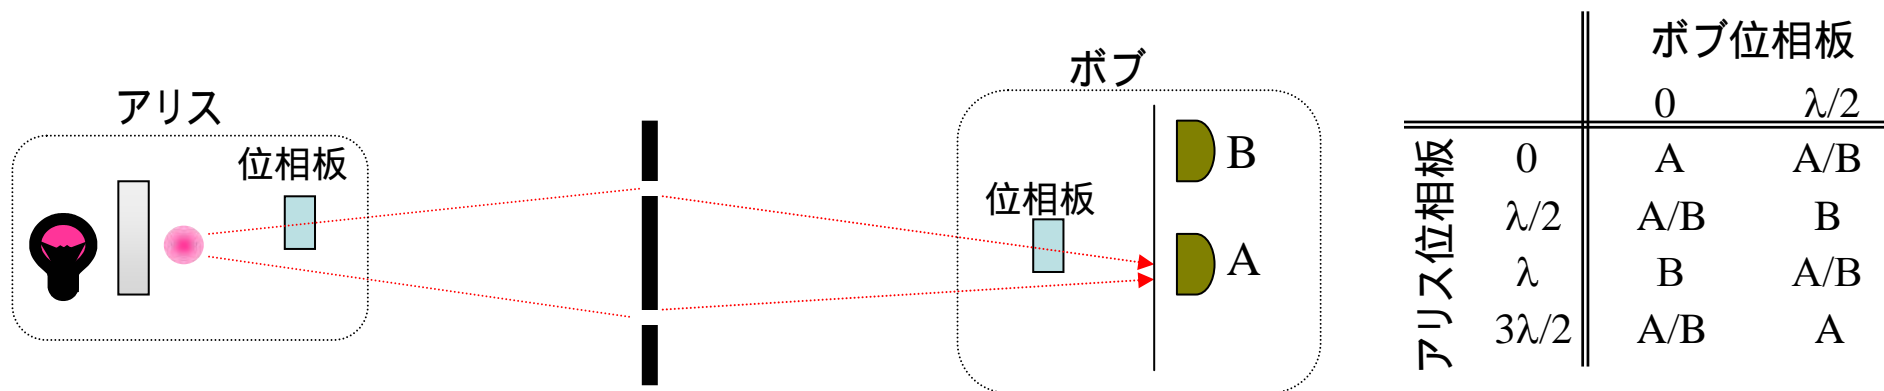 アリス
位相板
ボブ
位相板
B
A
ボブ位相板
0 λ/2
アリス位相板
0 A A/B
λ/2 A/B B
λ B A/B
3λ/2 A/B A